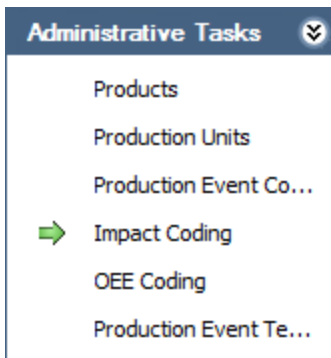 Administrative Tasks
Products
Production Units
Production Event Co...
Impact Coding
OEE Coding
Production Event Te...